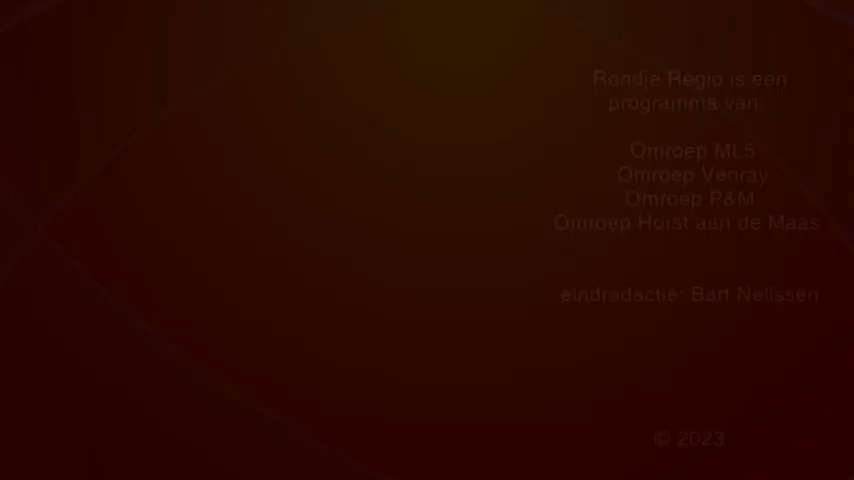 Rondje Regio is een
programma van:
Omroep ML5
Omroep Venray
Omroep P&M
Omroep Horst aan de Maas
eindredactie: Bart Nelissen
© 2023